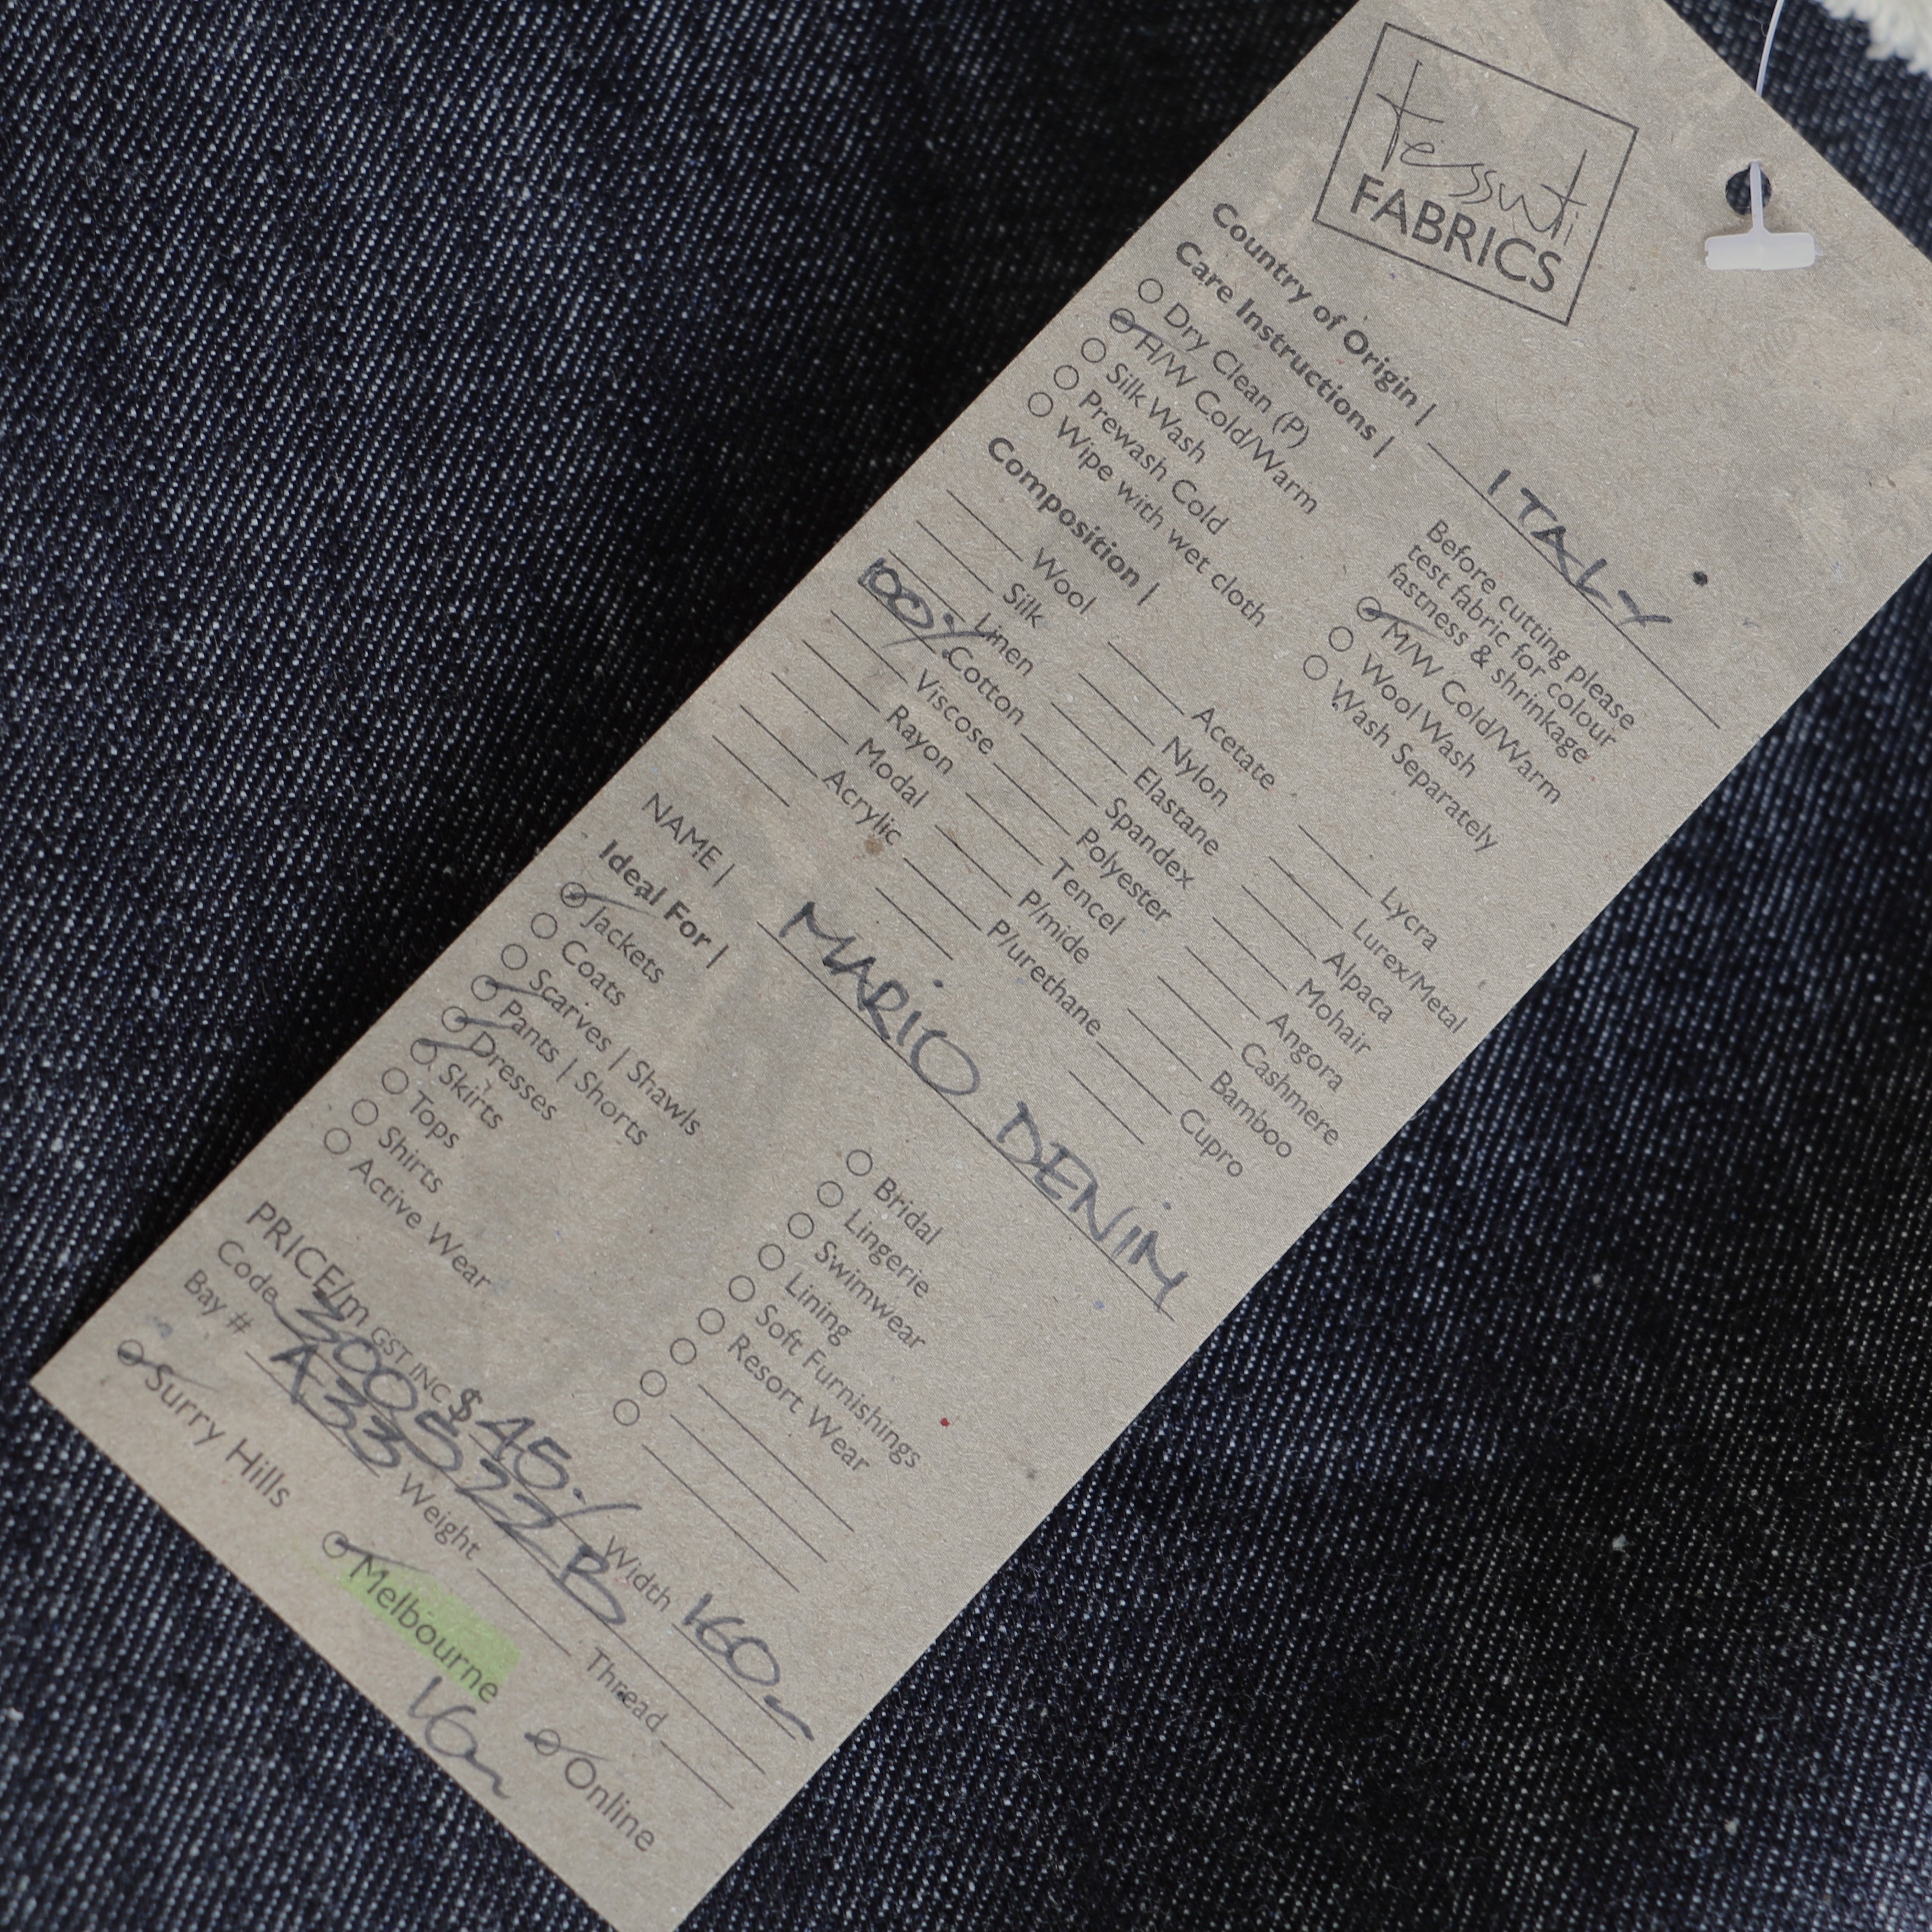 tessuti
FABRICS
Country of Origin | ITALY
Care Instructions |
Before cutting please
test fabric for colour
fastness & shrinkage
Dry Clean (P)
H/W Cold/Warm
M/W Cold/Warm
Silk Wash
Wool Wash
Prewash Cold
Wash Separately
Wipe with wet cloth
Composition |
Wool
Acetate
Lycra
Silk
Nylon
Lurex/Metal
Linen
Elastane
Alpaca
100% Cotton
Spandex
Mohair
Viscose
Polyester
Angora
Rayon
Tencel
Cashmere
Modal
P/mide
Bamboo
Acrylic
P/urethane
Cupro
NAME | MARIO DENIM
Ideal For |
Jackets
Bridal
Coats
Lingerie
Scarves | Shawls
Swimwear
Pants | Shorts
Lining
Dresses
Soft Furnishings
Skirts
Resort Wear
Tops
Shirts
Active Wear
PRICE/m GST INC $45./ Width 160
Code 300522B
Bay # A33 Weight Thread
Surry Hills Melbourne Online
16m